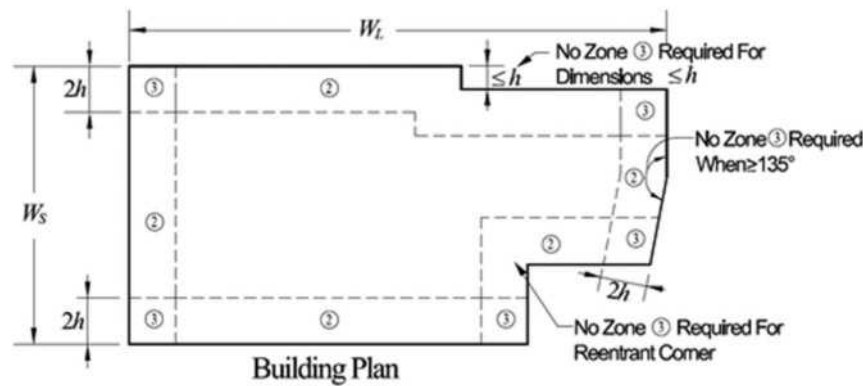 W_L
No Zone ③ Required For
Dimensions ≤h
≤h
2h
③
②
③
No Zone ③ Required
When≥135°
②
W_S
②
②
③
2h
2h
③
②
③
No Zone ③ Required For
Reentrant Corner
Building Plan